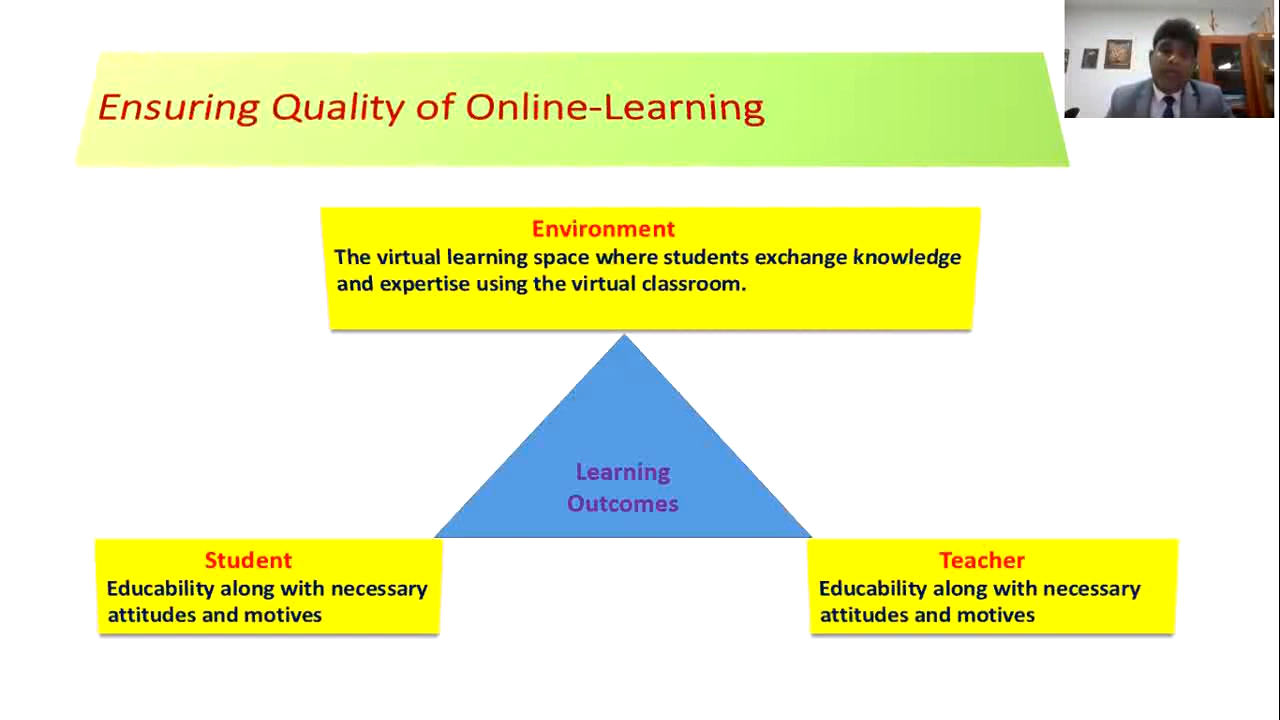 Ensuring Quality of Online-Learning
Environment
The virtual learning space where students exchange knowledge
and expertise using the virtual classroom.
Learning
Outcomes
Student
Educability along with necessary
attitudes and motives
Teacher
Educability along with necessary
attitudes and motives